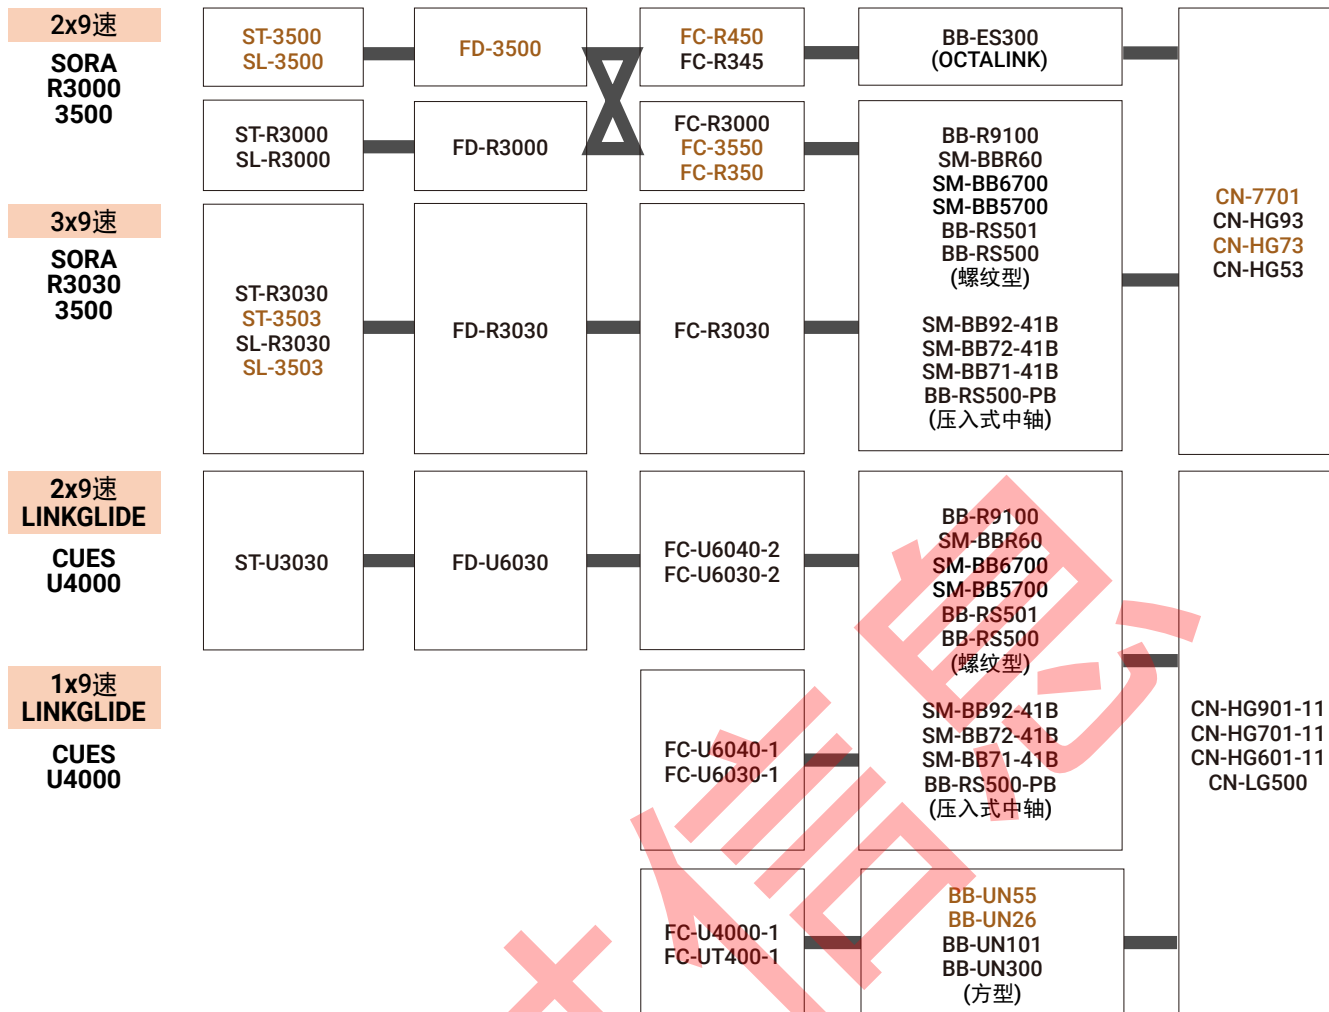 2x9速
SORA
R3000
3500
ST-3500
SL-3500
FD-3500
FC-R450
FC-R345
BB-ES300
(OCTALINK)
ST-R3000
SL-R3000
FD-R3000
FC-R3000
FC-3550
FC-R350
BB-R9100
SM-BBR60
SM-BB6700
SM-BB5700
BB-RS501
BB-RS500
(螺纹型)
SM-BB92-41B
SM-BB72-41B
SM-BB71-41B
BB-RS500-PB
(压入式中轴)
CN-7701
CN-HG93
CN-HG73
CN-HG53
3x9速
SORA
R3030
3500
ST-R3030
ST-3503
SL-R3030
SL-3503
FD-R3030
FC-R3030
2x9速
LINKGLIDE
CUES
U4000
ST-U3030
FD-U6030
FC-U6040-2
FC-U6030-2
BB-R9100
SM-BBR60
SM-BB6700
SM-BB5700
BB-RS501
BB-RS500
(螺纹型)
SM-BB92-41B
SM-BB72-41B
SM-BB71-41B
BB-RS500-PB
(压入式中轴)
CN-HG901-11
CN-HG701-11
CN-HG601-11
CN-LG500
1x9速
LINKGLIDE
CUES
U4000
FC-U6040-1
FC-U6030-1
FC-U4000-1
FC-UT400-1
BB-UN55
BB-UN26
BB-UN101
BB-UN300
(方型)
信息